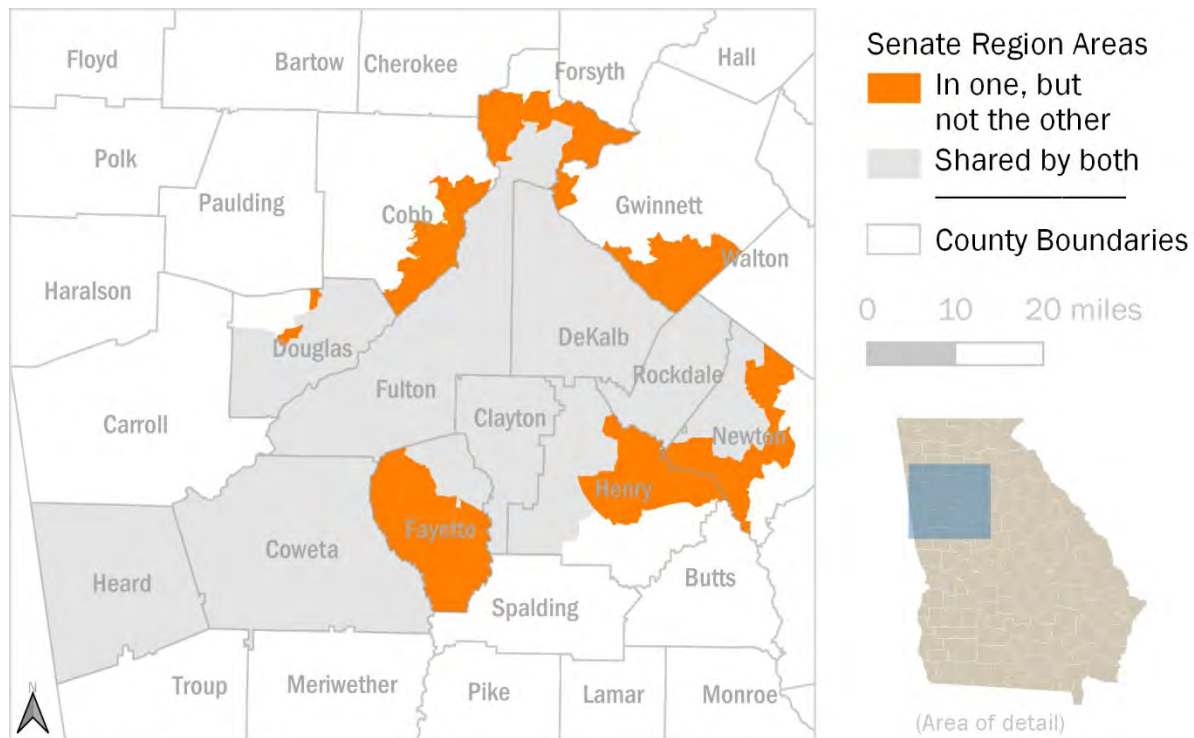 Floyd
Bartow
Cherokee
Forsyth
Hall
Polk
Paulding
Cobb
Gwinnett
Walton
Haralson
Douglas
DeKalb
Rockdale
Carroll
Fulton
Clayton
Newton
Henry
Fayette
Coweta
Heard
Butts
Spalding
Troup
Meriwether
Pike
Lamar
Monroe
N
Senate Region Areas
In one, but
not the other
Shared by both
County Boundaries
0 10 20 miles
(Area of detail)